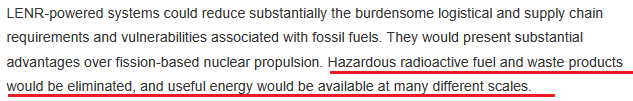 LENR-powered systems could reduce substantially the burdensome logistical and supply chain
requirements and vulnerabilities associated with fossil fuels. They would present substantial
advantages over fission-based nuclear propulsion. Hazardous radioactive fuel and waste products
would be eliminated, and useful energy would be available at many different scales.